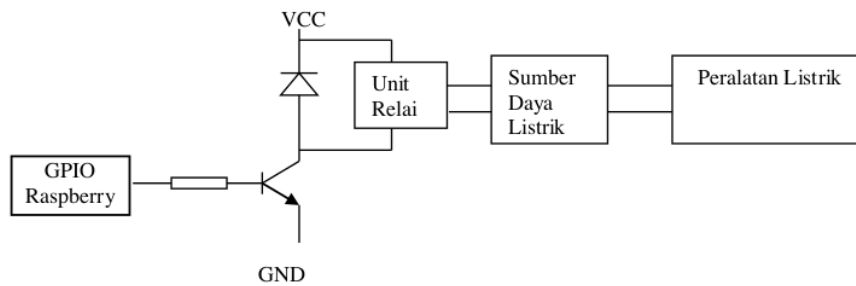 VCC
Unit
Relai
Sumber
Daya
Listrik
Peralatan Listrik
GPIO
Raspberry
GND